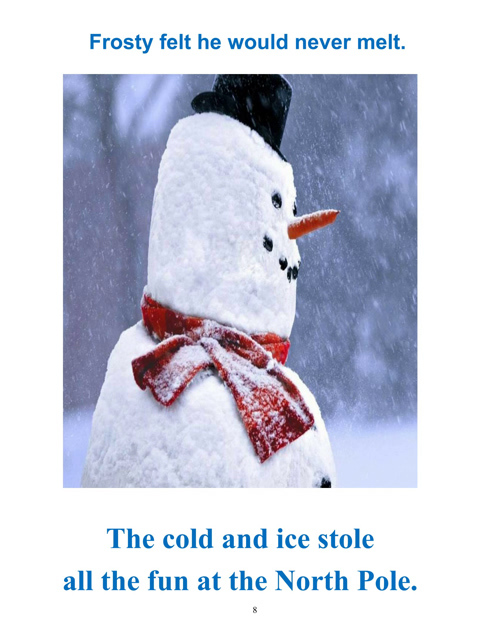 Frosty felt he would never melt.
The cold and ice stole
all the fun at the North Pole.
8